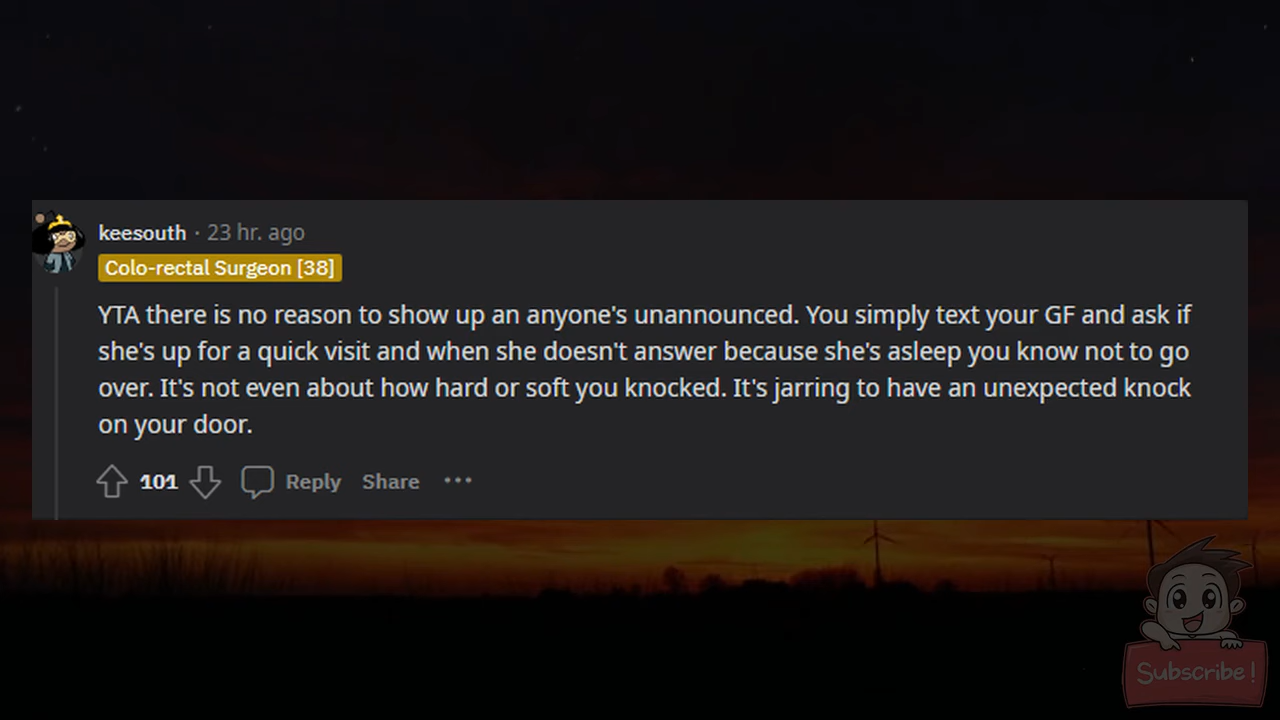 keesouth · 23 hr. ago
Colo-rectal Surgeon [38]
YTA there is no reason to show up an anyone's unannounced. You simply text your GF and ask if
she's up for a quick visit and when she doesn't answer because she's asleep you know not to go
over. It's not even about how hard or soft you knocked. It's jarring to have an unexpected knock
on your door.
101 Reply Share ···
Subscribe!